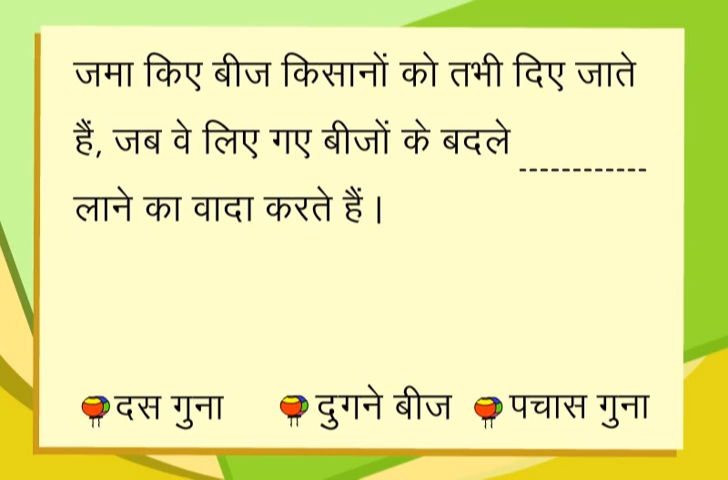 जमा किए बीज किसानों को तभी दिए जाते
हैं, जब वे लिए गए बीजों के बदले ------------
लाने का वादा करते हैं |
दस गुना दुगने बीज पचास गुना